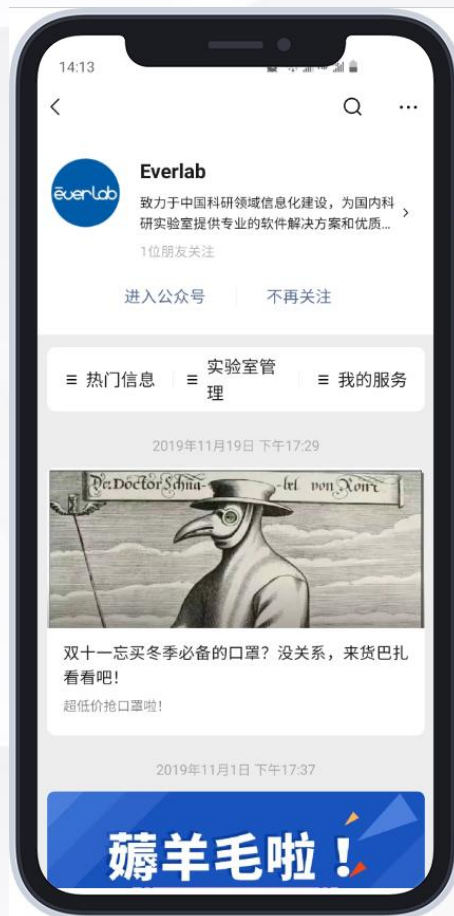 14:13
ēverlab
Everlab
致力于中国科研领域信息化建设，为国内科
研实验室提供专业的软件解决方案和优质...
1位朋友关注
进入公众号 不再关注
≡ 热门信息 ≡ 实验室管 ≡ 我的服务
理
2019年11月19日 下午17:29
von Rom
双十一忘买冬季必备的口罩？没关系，来货巴扎
看看吧！
超低价抢口罩啦！
2019年11月1日 下午17:37
薅羊毛啦！